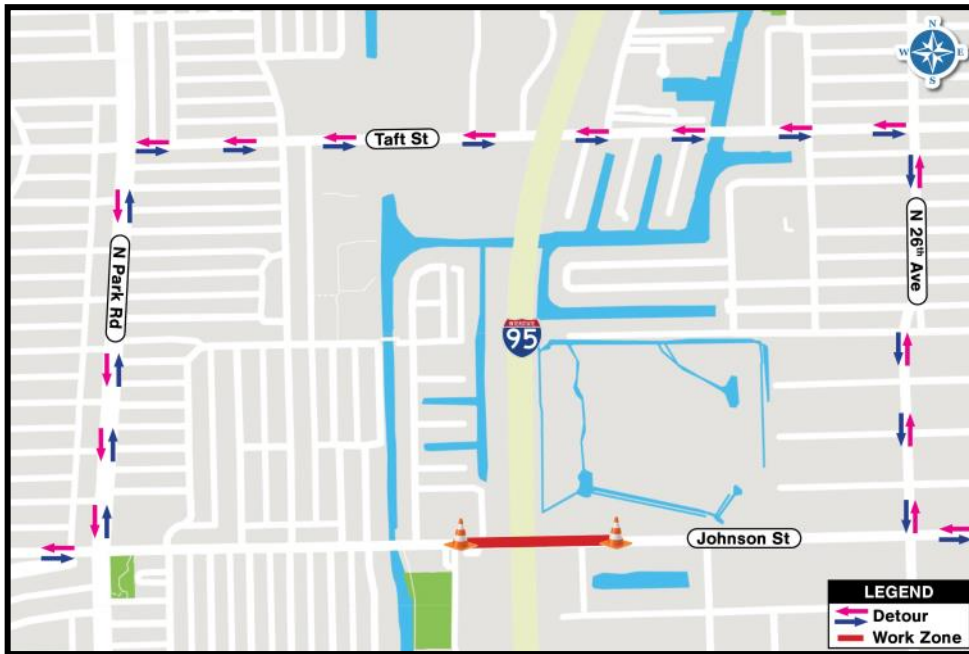 N
W E
S
Taft St
N Park Rd
N 26th Ave
95
Johnson St
LEGEND
Detour
Work Zone